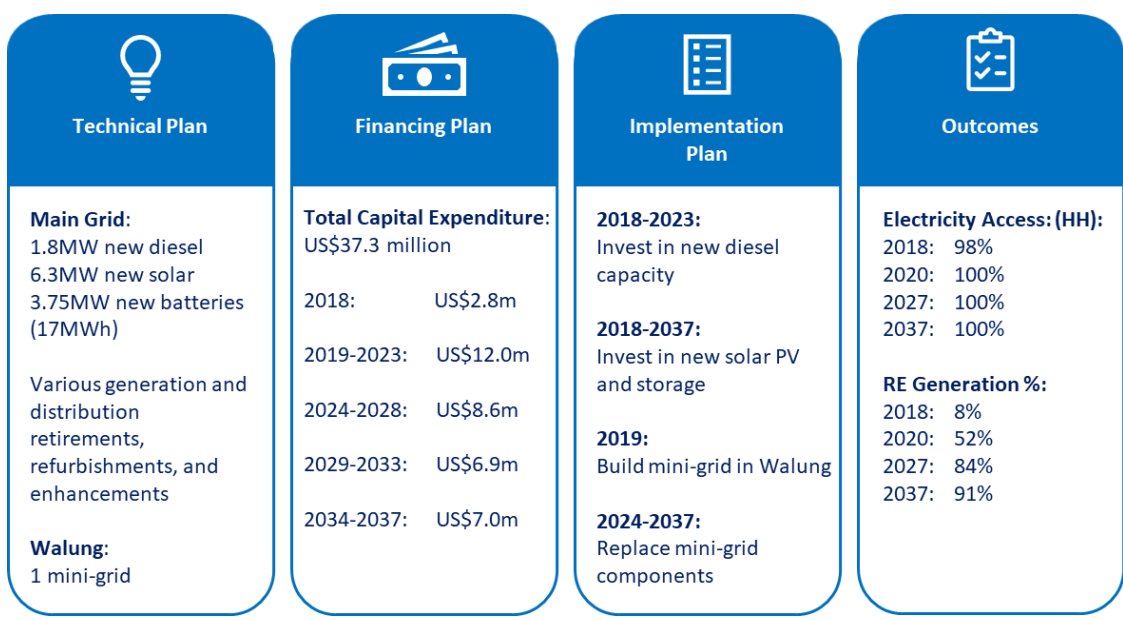 Technical Plan
Main Grid:
1.8MW new diesel
6.3MW new solar
3.75MW new batteries
(17MWh)
Various generation and
distribution
retirements,
refurbishments, and
enhancements
Walung:
1 mini-grid
Financing Plan
Total Capital Expenditure:
US$37.3 million
2018: US$2.8m
2019-2023: US$12.0m
2024-2028: US$8.6m
2029-2033: US$6.9m
2034-2037: US$7.0m
Implementation
Plan
2018-2023:
Invest in new diesel
capacity
2018-2037:
Invest in new solar PV
and storage
2019:
Build mini-grid in Walung
2024-2037:
Replace mini-grid
components
Outcomes
Electricity Access: (HH):
2018: 98%
2020: 100%
2027: 100%
2037: 100%
RE Generation %:
2018: 8%
2020: 52%
2027: 84%
2037: 91%